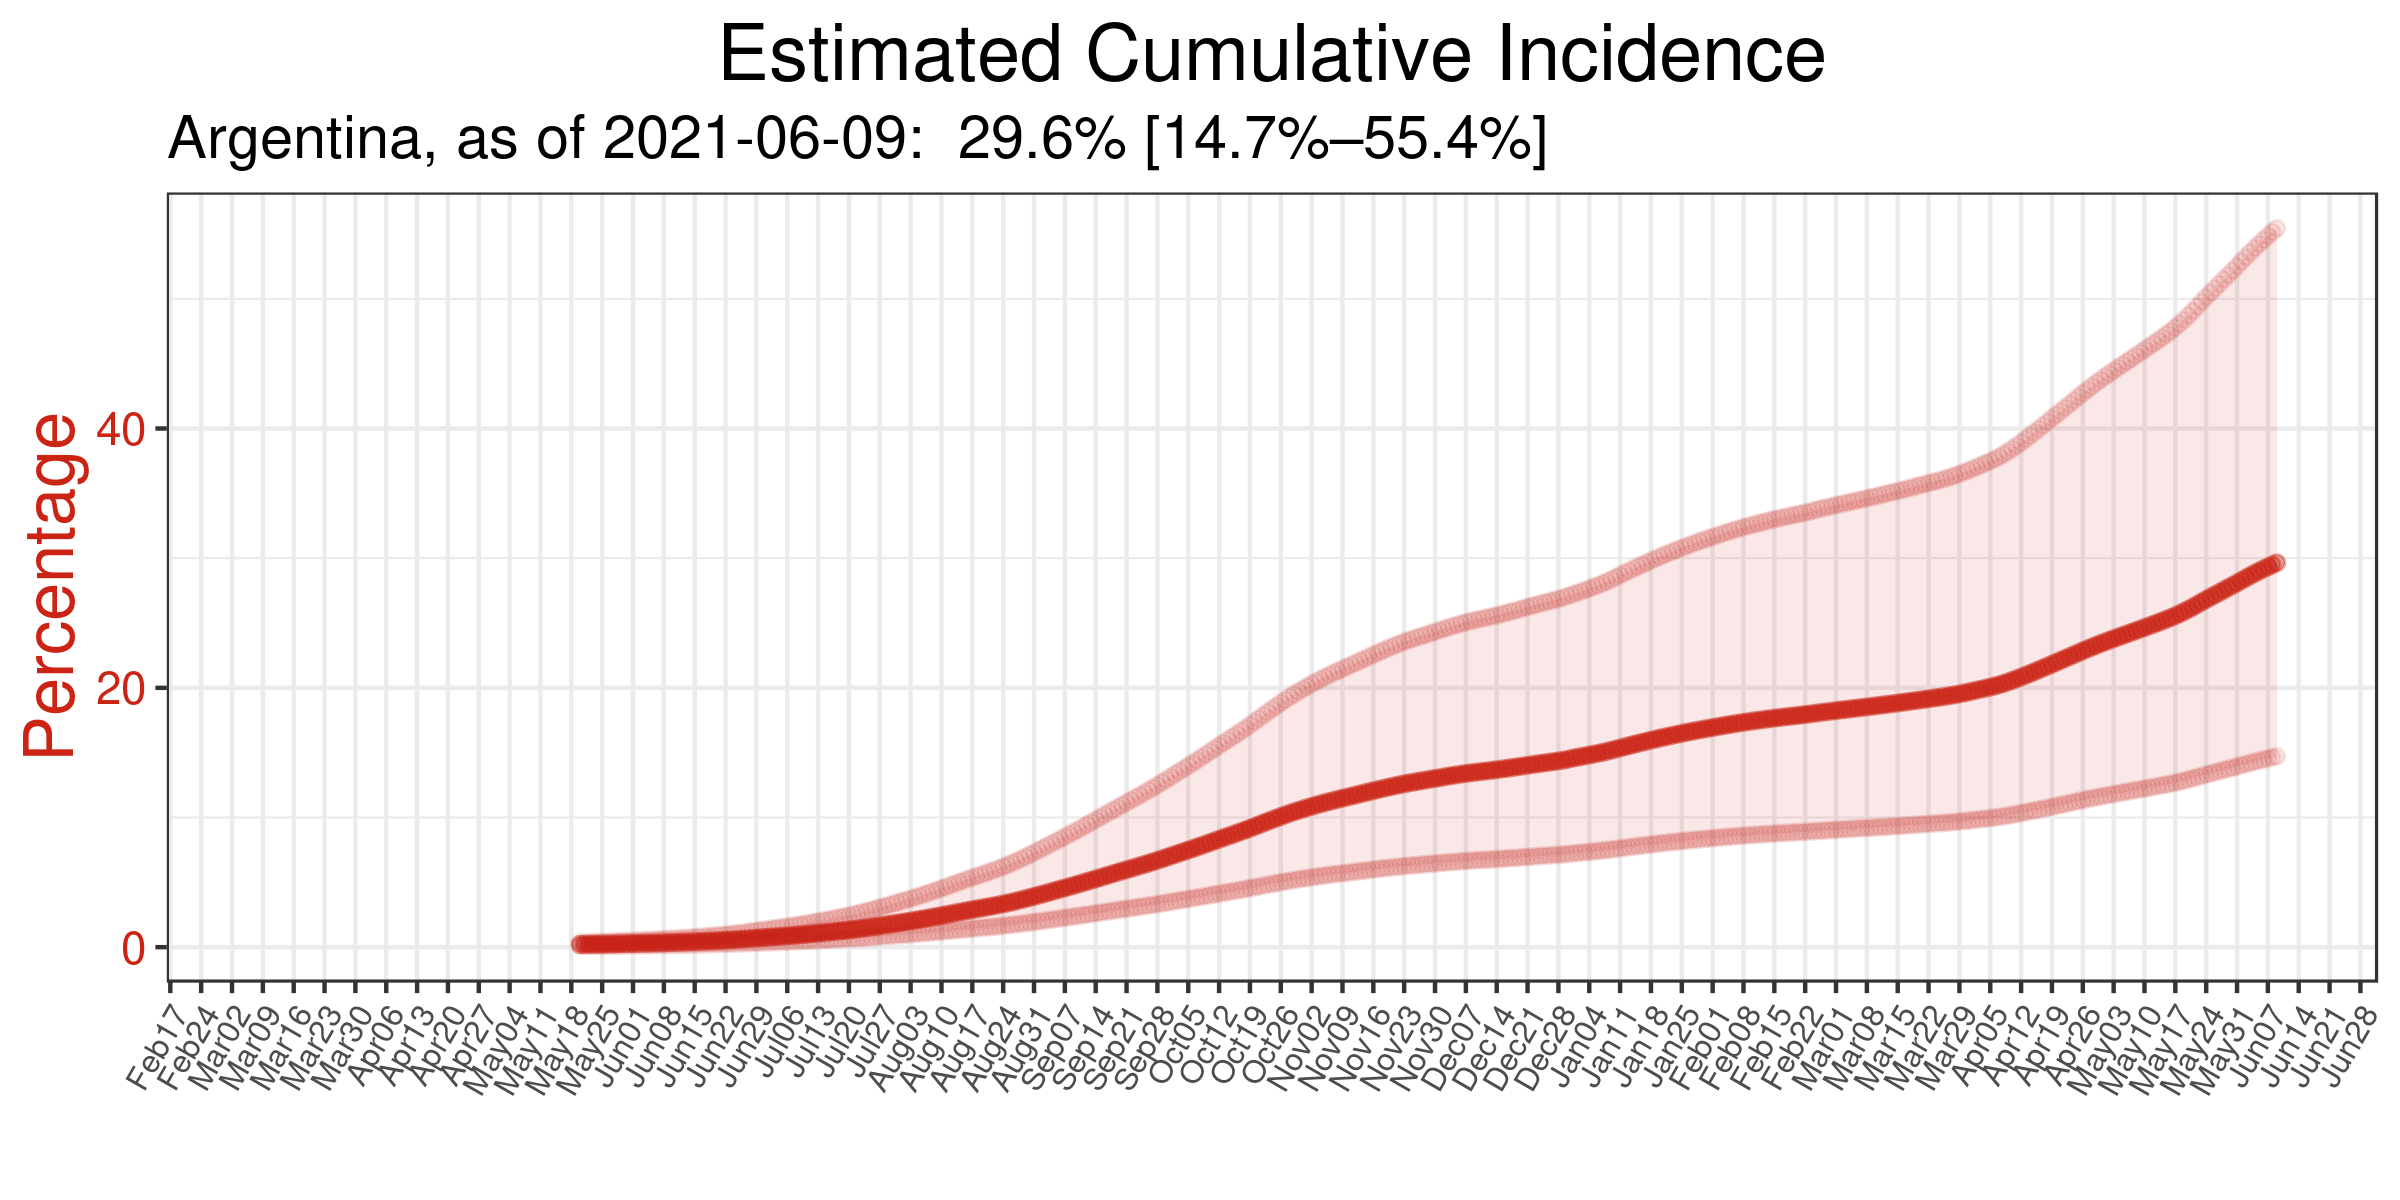 Estimated Cumulative Incidence
Argentina, as of 2021-06-09:  29.6% [14.7%–55.4%]
Percentage
40
20
0
Feb17
Feb24
Mar02
Mar09
Mar16
Mar23
Mar30
Apr06
Apr13
Apr20
Apr27
May04
May11
May18
May25
Jun01
Jun08
Jun15
Jun22
Jun29
Jul06
Jul13
Jul20
Jul27
Aug03
Aug10
Aug17
Aug24
Aug31
Sep07
Sep14
Sep21
Sep28
Oct05
Oct12
Oct19
Oct26
Nov02
Nov09
Nov16
Nov23
Nov30
Dec07
Dec14
Dec21
Dec28
Jan04
Jan11
Jan18
Jan25
Feb01
Feb08
Feb15
Feb22
Mar01
Mar08
Mar15
Mar22
Mar29
Apr05
Apr12
Apr19
Apr26
May03
May10
May17
May24
May31
Jun07
Jun14
Jun21
Jun28